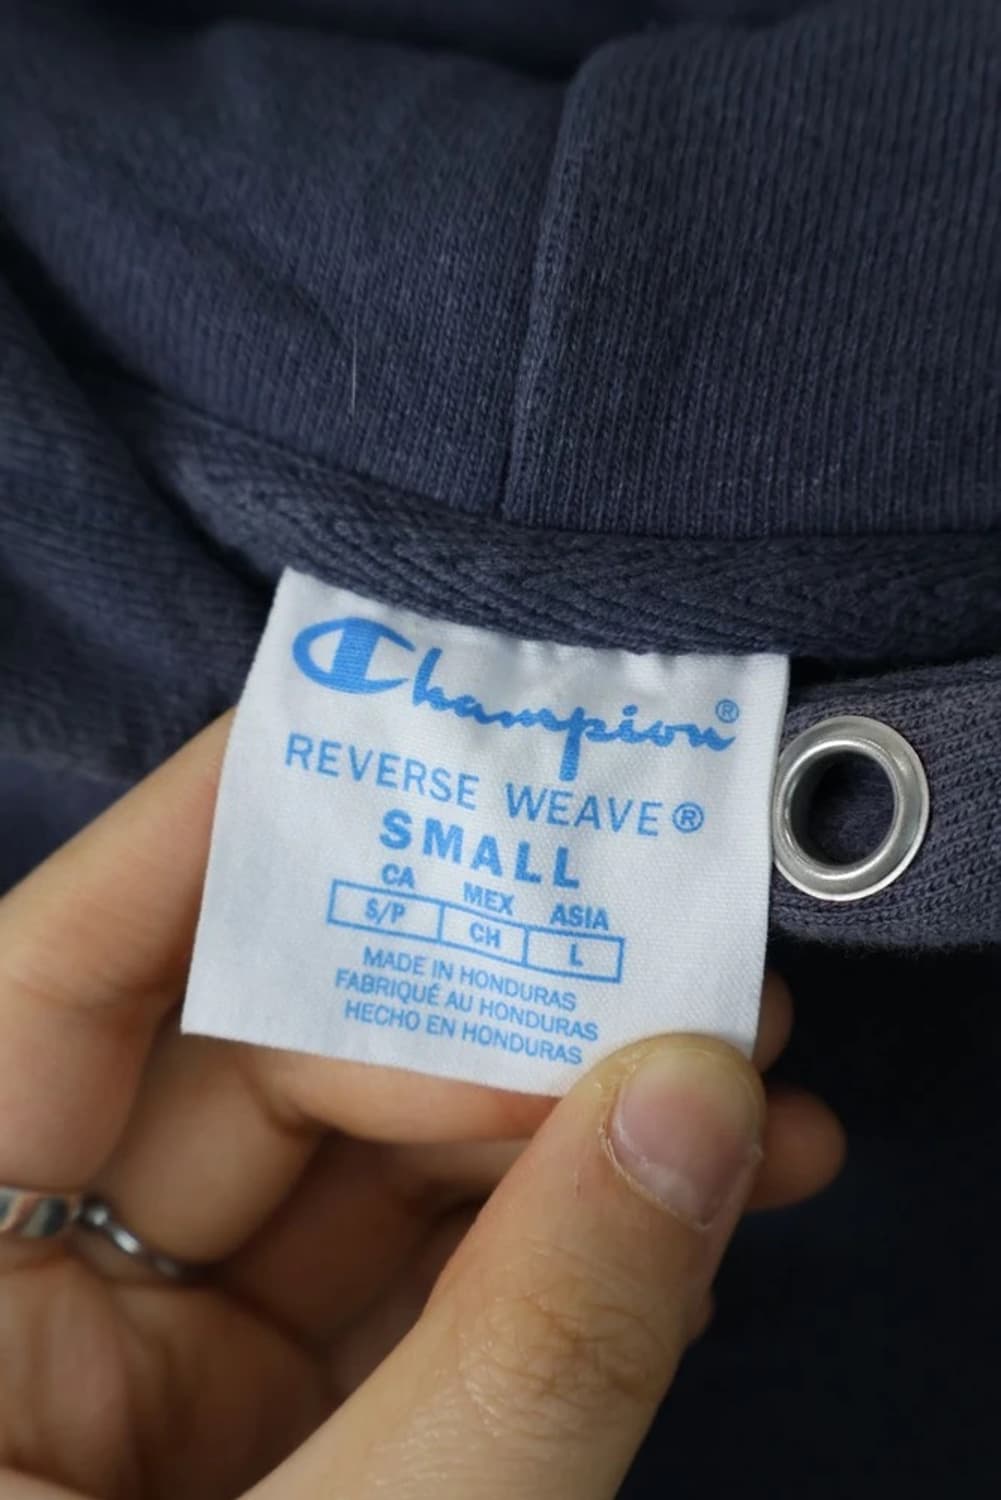 Champion®
REVERSE WEAVE®
SMALL
CA MEX ASIA
S/P CH L
MADE IN HONDURAS
FABRIQUÉ AU HONDURAS
HECHO EN HONDURAS